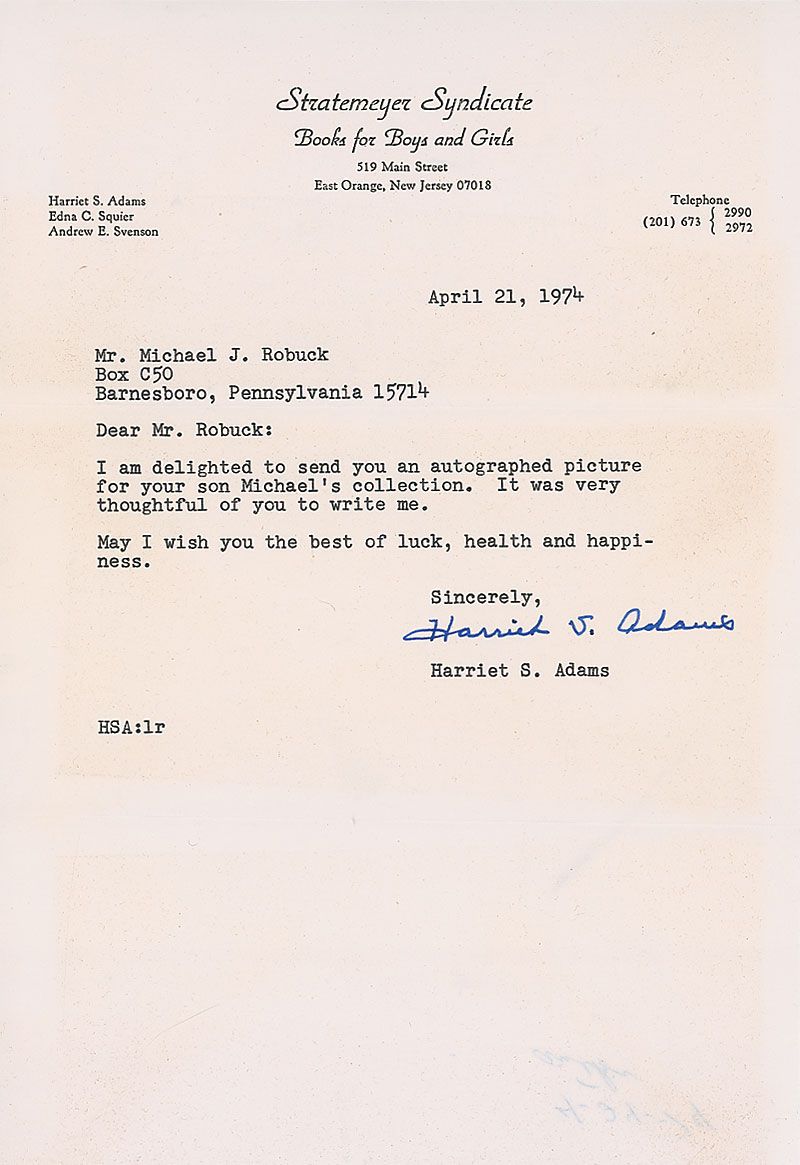 Stratemeyer Syndicate
Books for Boys and Girls
519 Main Street
East Orange, New Jersey 07018
Harriet S. Adams
Edna C. Squier
Andrew E. Svenson
Telephone
(201) 673 { 2990
2972
April 21, 1974
Mr. Michael J. Robuck
Box C50
Barnesboro, Pennsylvania 15714
Dear Mr. Robuck:
I am delighted to send you an autographed picture
for your son Michael's collection. It was very
thoughtful of you to write me.
May I wish you the best of luck, health and happi-
ness.
Sincerely,
Harriet S. Adams
Harriet S. Adams
HSA:lr